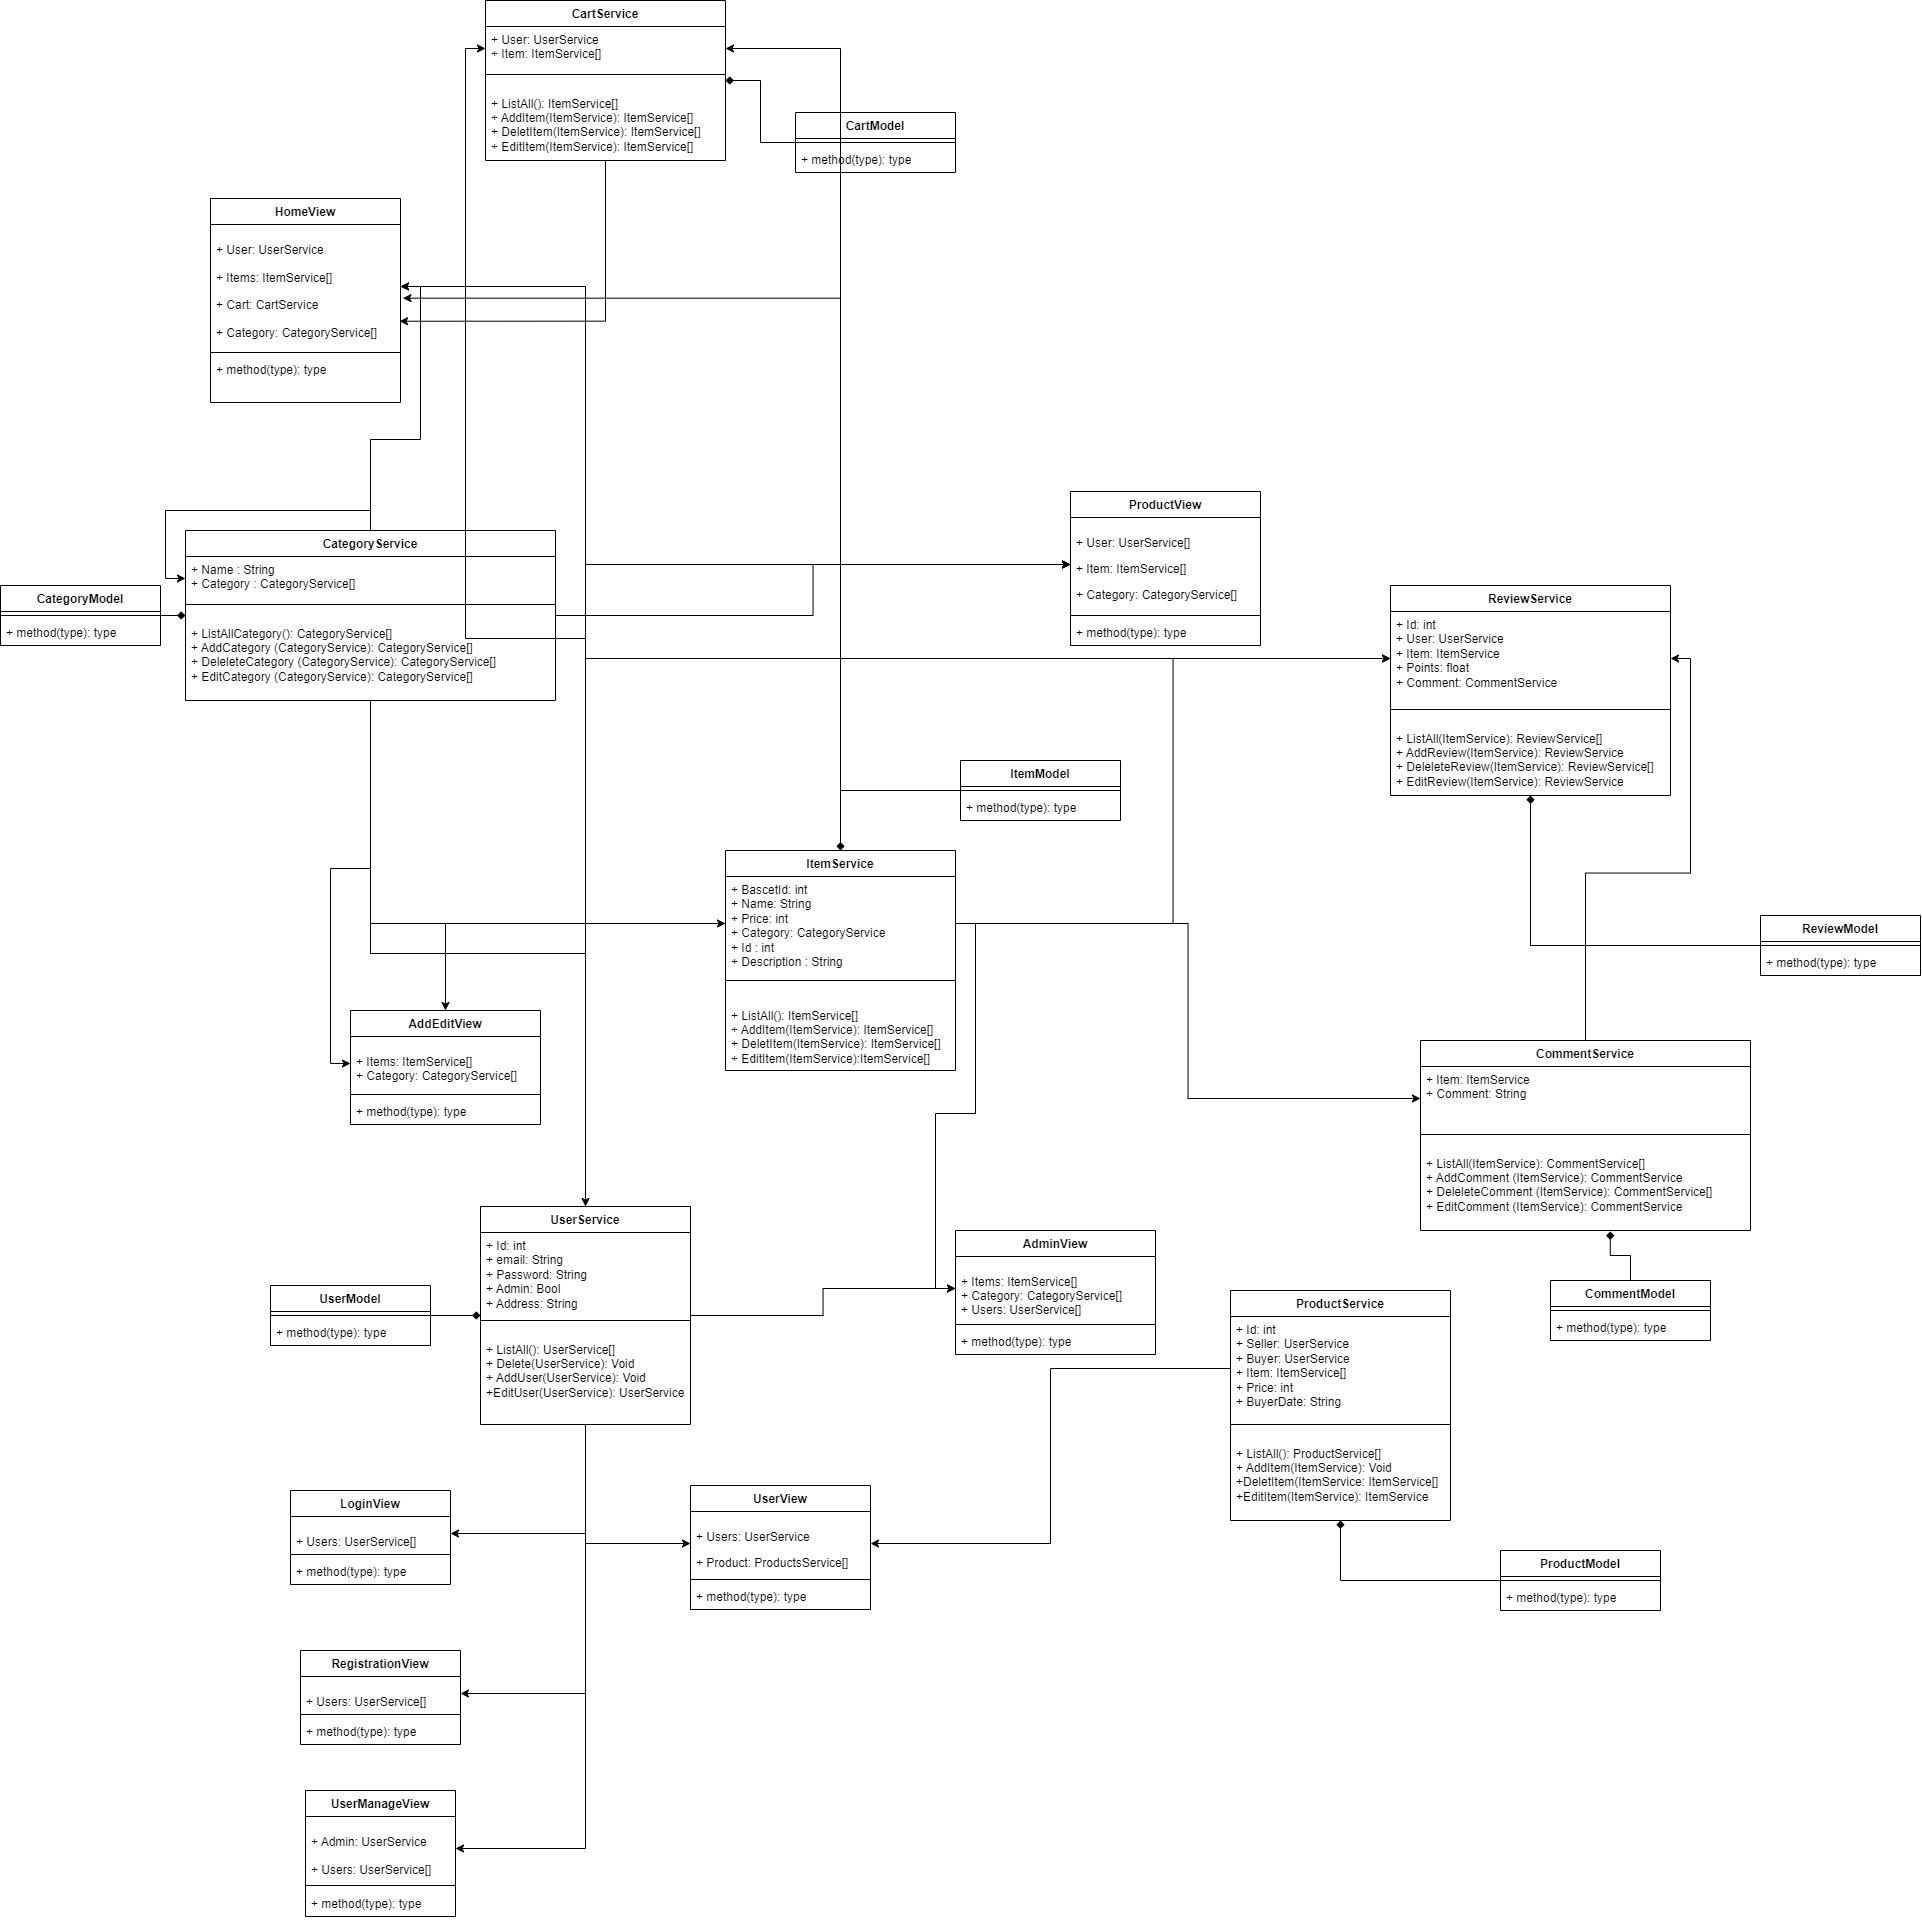 CartService
+ User: UserService
+ Item: ItemService[]
+ ListAll(): ItemService[]
+ AddItem(ItemService): ItemService[]
+ DeletItem(ItemService): ItemService[]
+ EditItem(ItemService): ItemService[]
CartModel
+ method(type): type
HomeView
+ User: UserService
+ Items: ItemService[]
+ Cart: CartService
+ Category: CategoryService[]
+ method(type): type
CategoryService
+ Name : String
+ Category : CategoryService[]
+ ListAllCategory(): CategoryService[]
+ AddCategory (CategoryService): CategoryService[]
+ DeleleteCategory (CategoryService): CategoryService[]
+ EditCategory (CategoryService): CategoryService[]
CategoryModel
+ method(type): type
ProductView
+ User: UserService[]
+ Item: ItemService[]
+ Category: CategoryService[]
+ method(type): type
ReviewService
+ Id: int
+ User: UserService
+ Item: ItemService
+ Points: float
+ Comment: CommentService
+ ListAll(ItemService): ReviewService[]
+ AddReview(ItemService): ReviewService
+ DeleleteReview(ItemService): ReviewService[]
+ EditReview(ItemService): ReviewService
ItemModel
+ method(type): type
ItemService
+ BascetId: int
+ Name: String
+ Price: int
+ Category: CategoryService
+ Id : int
+ Description : String
+ ListAll(): ItemService[]
+ AddItem(ItemService): ItemService[]
+ DeletItem(ItemService): ItemService[]
+ EditItem(ItemService):ItemService[]
ReviewModel
+ method(type): type
AddEditView
+ Items: ItemService[]
+ Category: CategoryService[]
+ method(type): type
CommentService
+ Item: ItemService
+ Comment: String
+ ListAll(ItemService): CommentService[]
+ AddComment (ItemService): CommentService
+ DeleleteComment (ItemService): CommentService[]
+ EditComment (ItemService): CommentService
UserService
+ Id: int
+ email: String
+ Password: String
+ Admin: Bool
+ Address: String
+ ListAll(): UserService[]
+ Delete(UserService): Void
+ AddUser(UserService): Void
+EditUser(UserService): UserService
UserModel
+ method(type): type
AdminView
+ Items: ItemService[]
+ Category: CategoryService[]
+ Users: UserService[]
+ method(type): type
CommentModel
+ method(type): type
ProductService
+ Id: int
+ Seller: UserService
+ Buyer: UserService
+ Item: ItemService[]
+ Price: int
+ BuyerDate: String
+ ListAll(): ProductService[]
+ AddItem(ItemService): Void
+DeletItem(ItemService: ItemService[]
+EditItem(ItemService): ItemService
LoginView
+ Users: UserService[]
+ method(type): type
UserView
+ Users: UserService
+ Product: ProductsService[]
+ method(type): type
ProductModel
+ method(type): type
RegistrationView
+ Users: UserService[]
+ method(type): type
UserManageView
+ Admin: UserService
+ Users: UserService[]
+ method(type): type